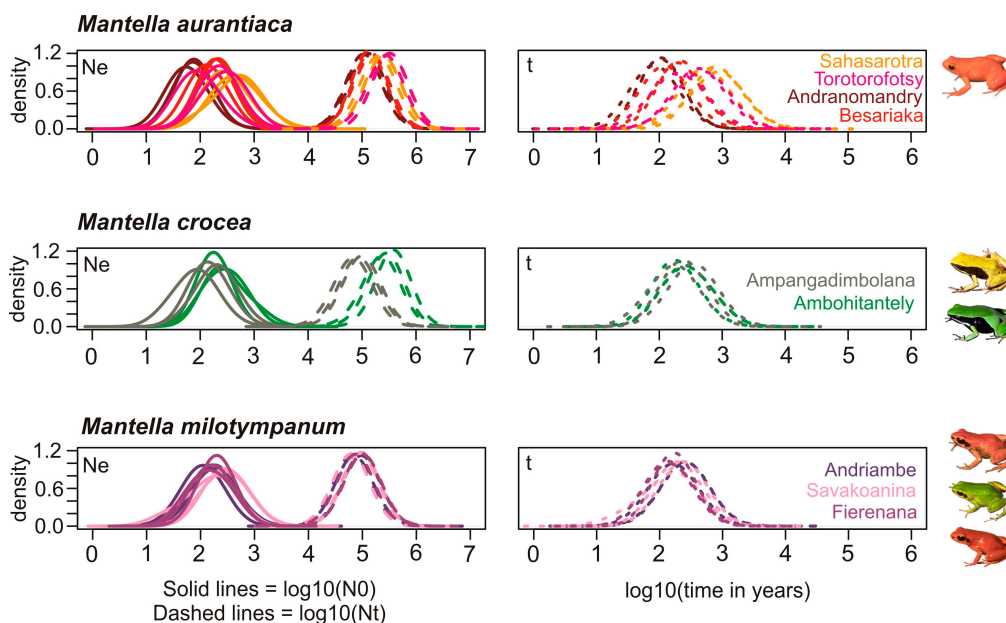 Mantella aurantiaca
density
1.2
0.6
0.0
Ne
0 1 2 3 4 5 6 7
t
Sahasarotra
Torotorofotsy
Andranomandry
Besariaka
0 1 2 3 4 5 6
Mantella crocea
density
1.2
0.6
0.0
Ne
0 1 2 3 4 5 6 7
t
Ampangadimbolana
Ambohitantely
0 1 2 3 4 5 6
Mantella milotympanum
density
1.2
0.6
0.0
Ne
0 1 2 3 4 5 6 7
t
Andriambe
Savakoanina
Fierenana
0 1 2 3 4 5 6
Solid lines = log10(N0)
Dashed lines = log10(Nt)
log10(time in years)